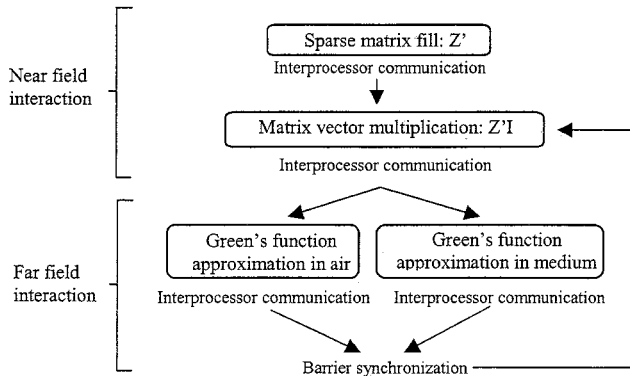 Sparse matrix fill: Z'
Interprocessor communication
Near field
interaction
Matrix vector multiplication: Z'I
Interprocessor communication
Green's function
approximation in air
Green's function
approximation in medium
Far field
interaction
Interprocessor communication
Interprocessor communication
Barrier synchronization